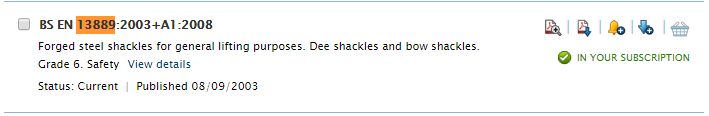 BS EN 13889:2003+A1:2008
Forged steel shackles for general lifting purposes. Dee shackles and bow shackles.
Grade 6. Safety View details
Status: Current | Published 08/09/2003
IN YOUR SUBSCRIPTION